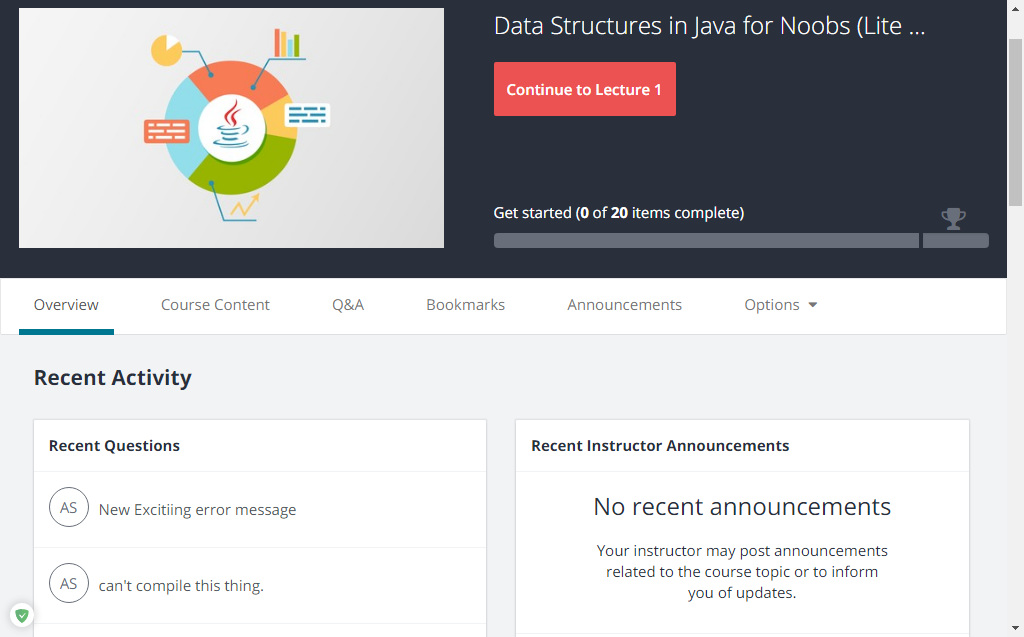 Data Structures in Java for Noobs (Lite ...
Continue to Lecture 1
Get started (0 of 20 items complete)
Overview
Course Content
Q&A
Bookmarks
Announcements
Options
Recent Activity
Recent Questions
AS
New Excitiing error message
AS
can't compile this thing.
Recent Instructor Announcements
No recent announcements
Your instructor may post announcements
related to the course topic or to inform
you of updates.